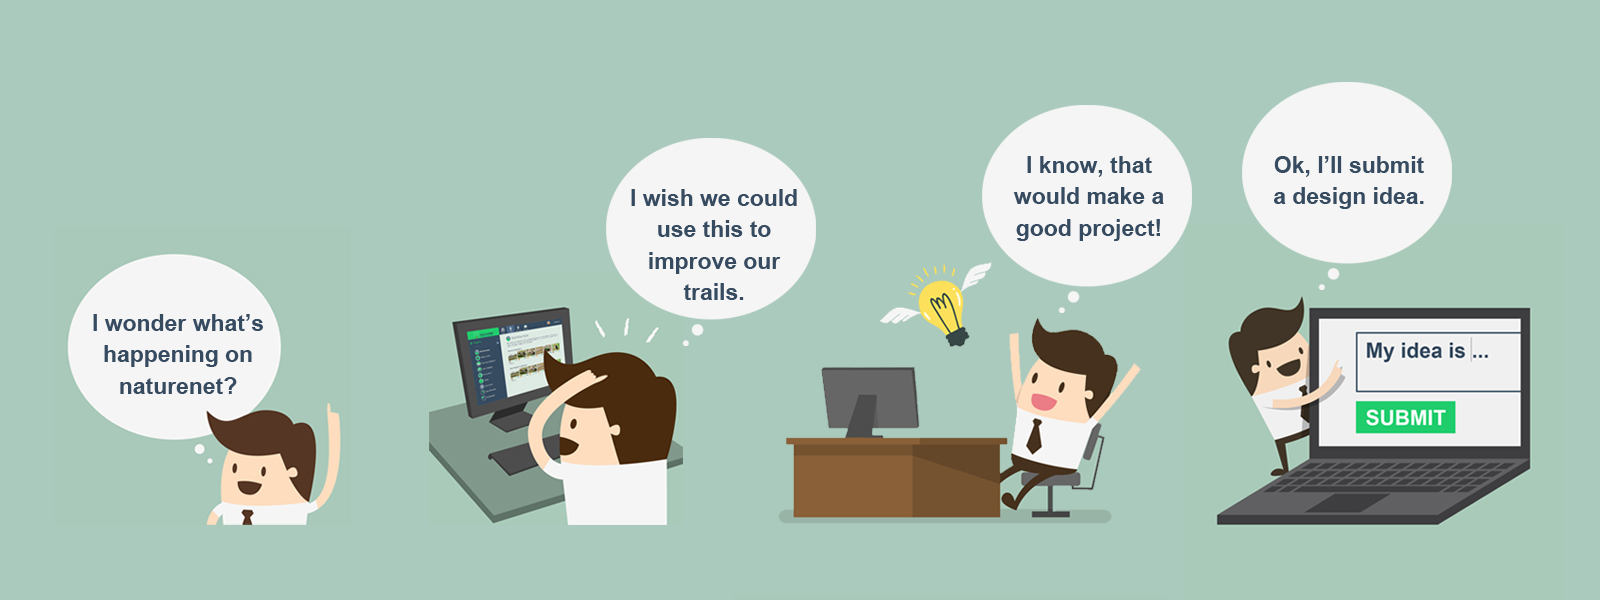 I wonder what’s
happening on
naturenet?
I wish we could
use this to
improve our
trails.
I know, that
would make a
good project!
Ok, I’ll submit
a design idea.
My idea is ...
SUBMIT